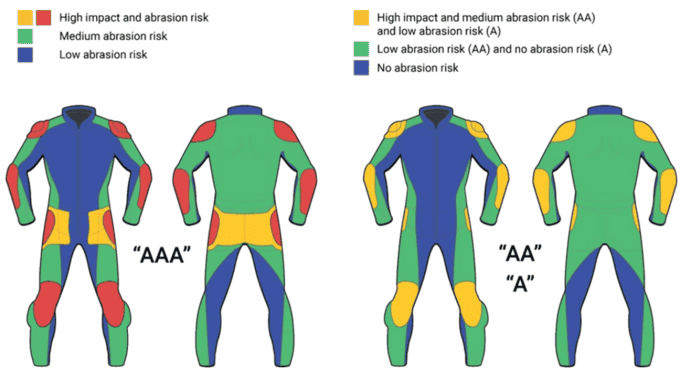 High impact and abrasion risk
Medium abrasion risk
Low abrasion risk
High impact and medium abrasion risk (AA)
and low abrasion risk (A)
Low abrasion risk (AA) and no abrasion risk (A)
No abrasion risk
“AAA”
“AA”
“A”